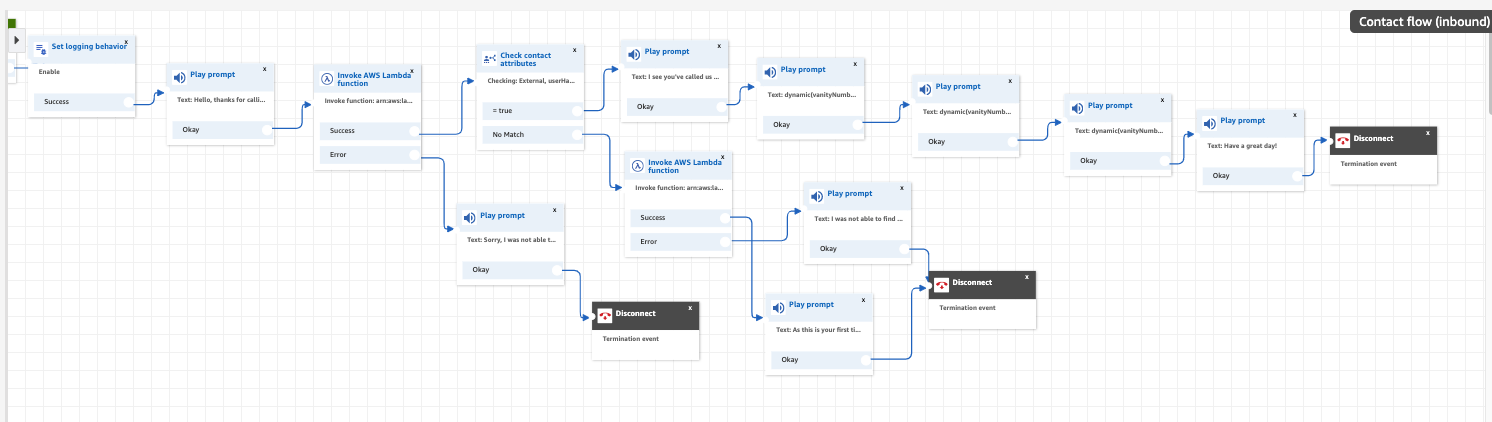 Contact flow (inbound)
Set logging behavior
x
Enable
Success
Play prompt
x
Text: Hello, thanks for calli...
Okay
Invoke AWS Lambda
function
x
Invoke function: arn:aws:la...
Success
Error
Check contact
attributes
x
Checking: External, userHa...
= true
No Match
Play prompt
x
Text: I see you've called us ...
Okay
Play prompt
x
Text: dynamic(vanityNumb...
Okay
Play prompt
x
Text: dynamic(vanityNumb...
Okay
Play prompt
x
Text: dynamic(vanityNumb...
Okay
Play prompt
x
Text: Have a great day!
Okay
Disconnect
x
Termination event
Invoke AWS Lambda
function
x
Invoke function: arn:aws:la...
Success
Error
Play prompt
x
Text: I was not able to find ...
Okay
Play prompt
x
Text: Sorry, I was not able t...
Okay
Disconnect
x
Termination event
Play prompt
x
Text: As this is your first ti...
Okay
Disconnect
x
Termination event